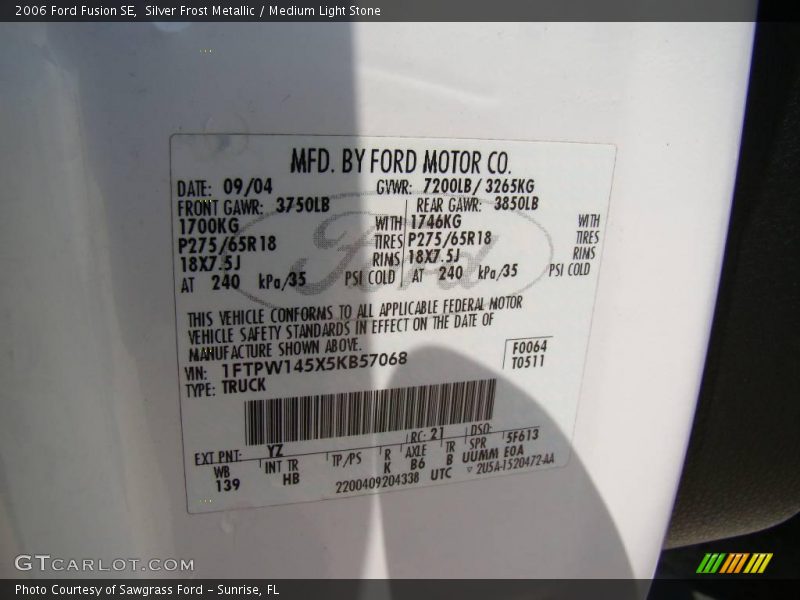 2006 Ford Fusion SE,  Silver Frost Metallic / Medium Light Stone
MFD. BY FORD MOTOR CO.
DATE: 09/04 GVWR: 7200LB/ 3265KG
FRONT GAWR: 3750LB REAR GAWR: 3850LB
1700KG WITH 1746KG WITH
P275/65R18 TIRES P275/65R18 TIRES
18X7.5J RIMS 18X7.5J RIMS
AT 240 kPa/35 PSI COLD AT 240 kPa/35 PSI COLD
Ford
THIS VEHICLE CONFORMS TO ALL APPLICABLE FEDERAL MOTOR
VEHICLE SAFETY STANDARDS IN EFFECT ON THE DATE OF
MANUFACTURE SHOWN ABOVE.
VIN: 1FTPW145X5KB57068 F0064
TYPE: TRUCK T0511
EXT PNT: YZ RC: 21 DSO:
WB INT TR TP/PS R AXLE TR SPR 5F613
139 HB K B6 B UUMM EOA
2200409204338 UTC ▽ 2U5A-1520472-AA
GTCARLOT.COM
Photo Courtesy of Sawgrass Ford - Sunrise, FL